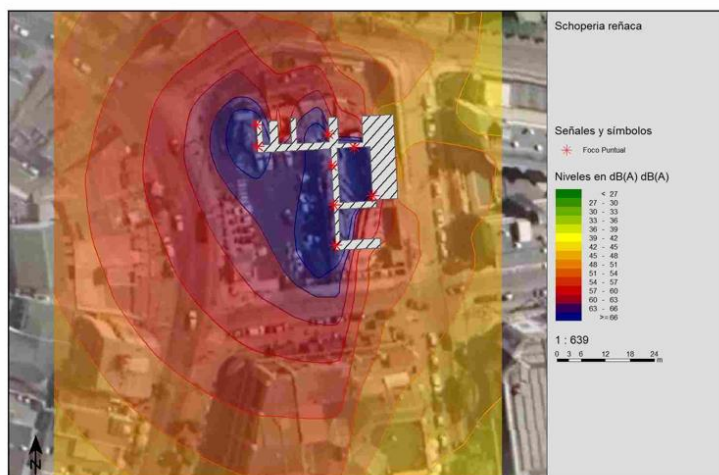 Schoperia reñaca
Señales y símbolos
Foco Puntual
Niveles en dB(A) dB(A)
< 27
27 - 30
30 - 33
33 - 36
36 - 39
39 - 42
42 - 45
45 - 48
48 - 51
51 - 54
54 - 57
57 - 60
60 - 63
63 - 66
>= 66
1 : 639
0 3 6 12 18 24
m
N